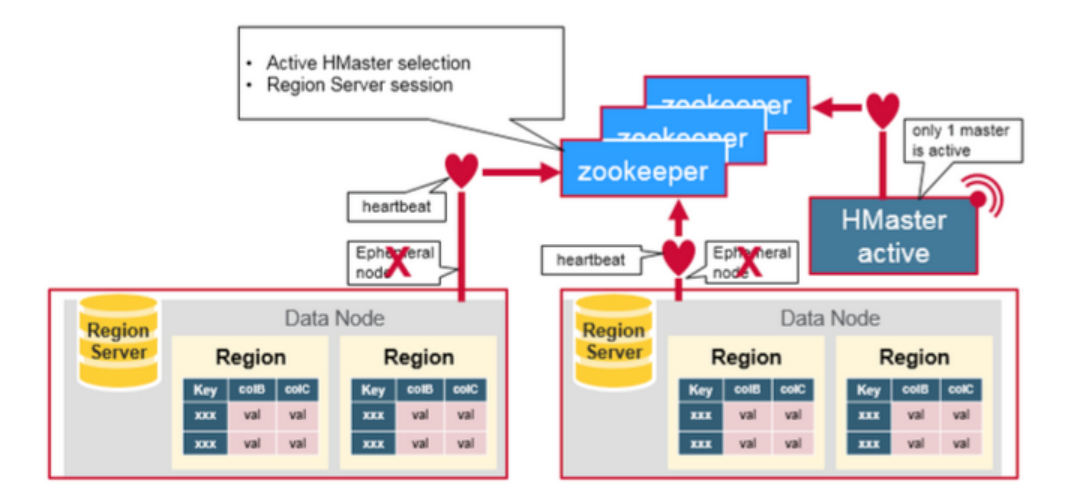 • Active HMaster selection
• Region Server session
zookeeper
zookeeper
zookeeper
only 1 master
is active
HMaster
active
heartbeat
Ephemeral
node
X
heartbeat
Ephemeral
node
X
Region
Server
Data Node
Region
Key colB colC
xxx val val
xxx val val
Region
Key colB colC
xxx val val
xxx val val
Region
Server
Data Node
Region
Key colB colC
xxx val val
xxx val val
Region
Key colB colC
xxx val val
xxx val val